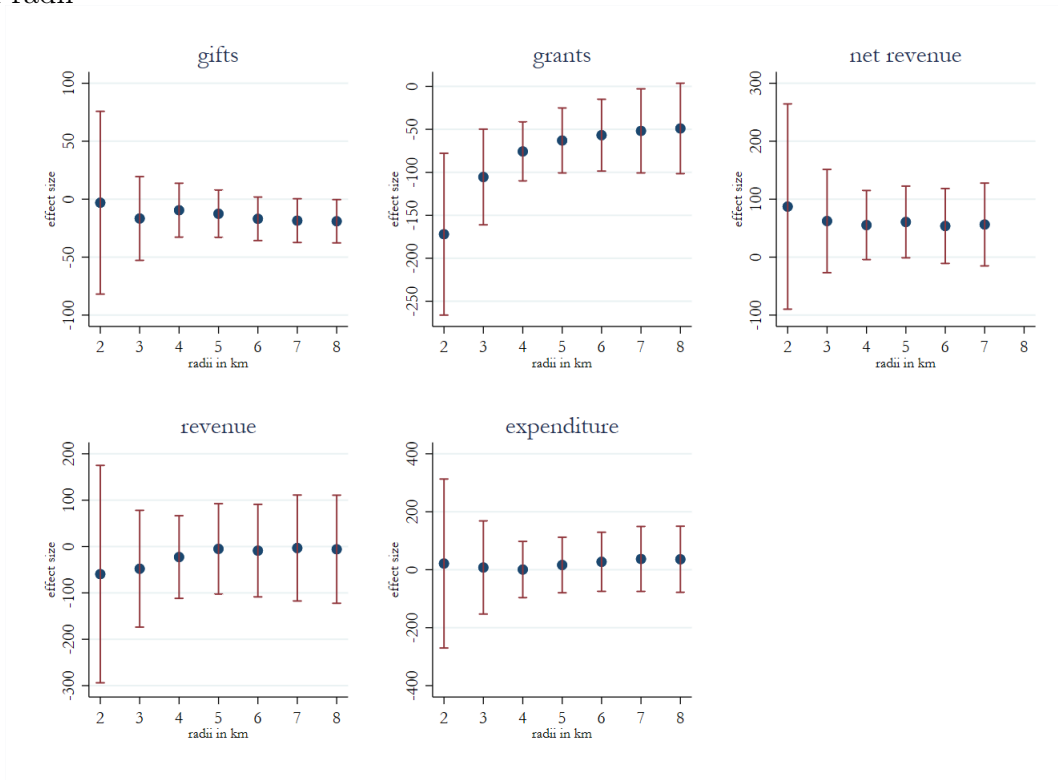 radii
gifts
100
50
0
-50
-100
effect size
2 3 4 5 6 7 8
radii in km
grants
0
-50
-100
-150
-200
-250
effect size
2 3 4 5 6 7 8
radii in km
net revenue
300
200
100
0
-100
effect size
2 3 4 5 6 7 8
radii in km
revenue
200
100
0
-100
-200
-300
effect size
2 3 4 5 6 7 8
radii in km
expenditure
400
200
0
-200
-400
effect size
2 3 4 5 6 7 8
radii in km